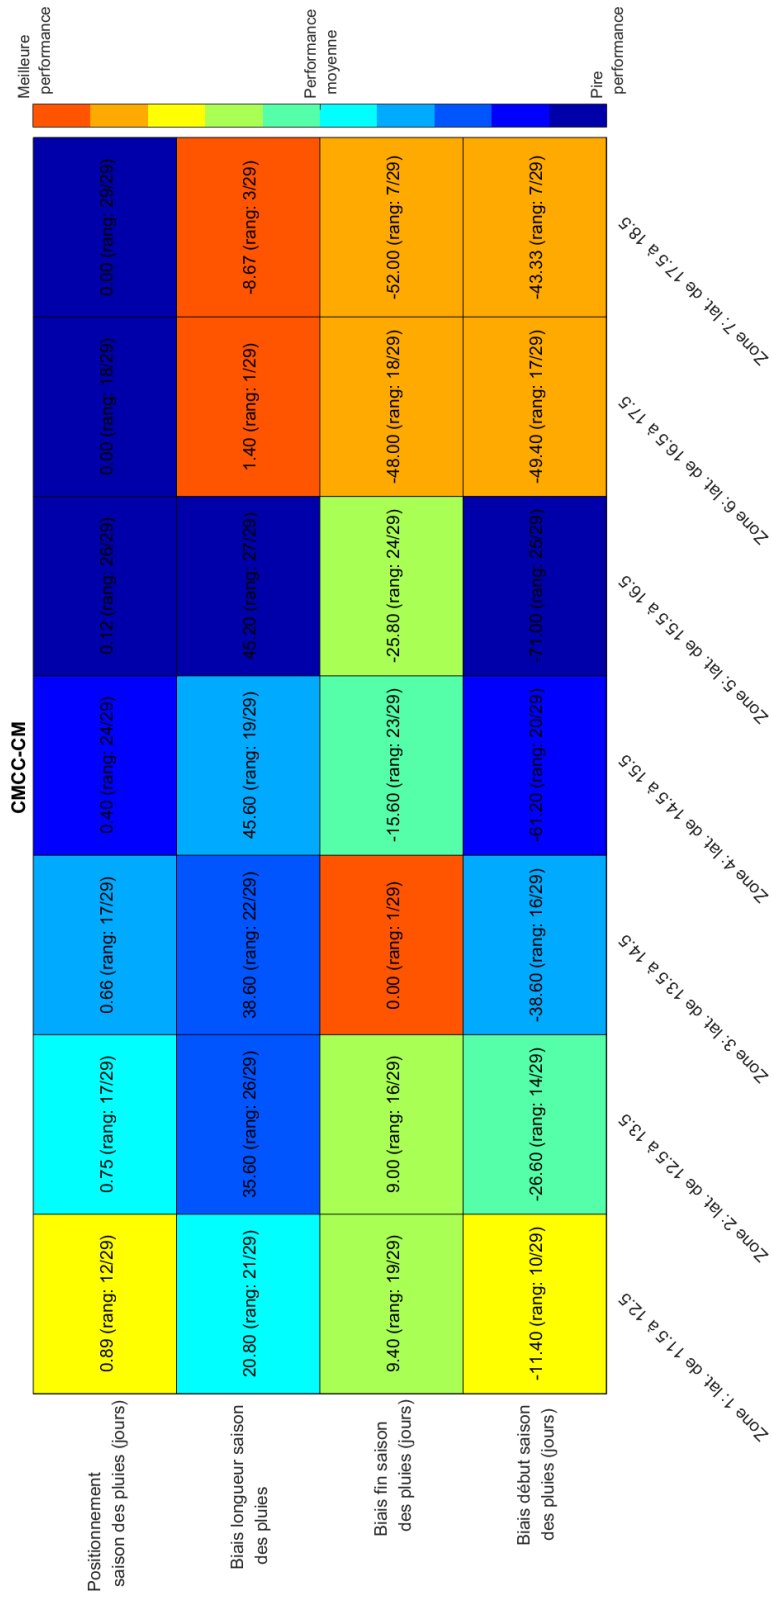 CMCC-CM
Positionnement
saison des pluies (jours)
0.89 (rang: 12/29)
0.75 (rang: 17/29)
0.66 (rang: 17/29)
0.40 (rang: 24/29)
0.12 (rang: 26/29)
0.00 (rang: 18/29)
0.00 (rang: 29/29)
Biais longueur saison
des pluies
20.80 (rang: 21/29)
35.60 (rang: 26/29)
38.60 (rang: 22/29)
45.60 (rang: 19/29)
45.20 (rang: 27/29)
1.40 (rang: 1/29)
-8.67 (rang: 3/29)
Biais fin saison
des pluies (jours)
9.40 (rang: 19/29)
9.00 (rang: 16/29)
0.00 (rang: 1/29)
-15.60 (rang: 23/29)
-25.80 (rang: 24/29)
-48.00 (rang: 18/29)
-52.00 (rang: 7/29)
Biais début saison
des pluies (jours)
-11.40 (rang: 10/29)
-26.60 (rang: 14/29)
-38.60 (rang: 16/29)
-61.20 (rang: 20/29)
-71.00 (rang: 25/29)
-49.40 (rang: 17/29)
-43.33 (rang: 7/29)
Zone 1: lat. de 11.5 à 12.5
Zone 2: lat. de 12.5 à 13.5
Zone 3: lat. de 13.5 à 14.5
Zone 4: lat. de 14.5 à 15.5
Zone 5: lat. de 15.5 à 16.5
Zone 6: lat. de 16.5 à 17.5
Zone 7: lat. de 17.5 à 18.5
Meilleure
performance
Performance
moyenne
Pire
performance